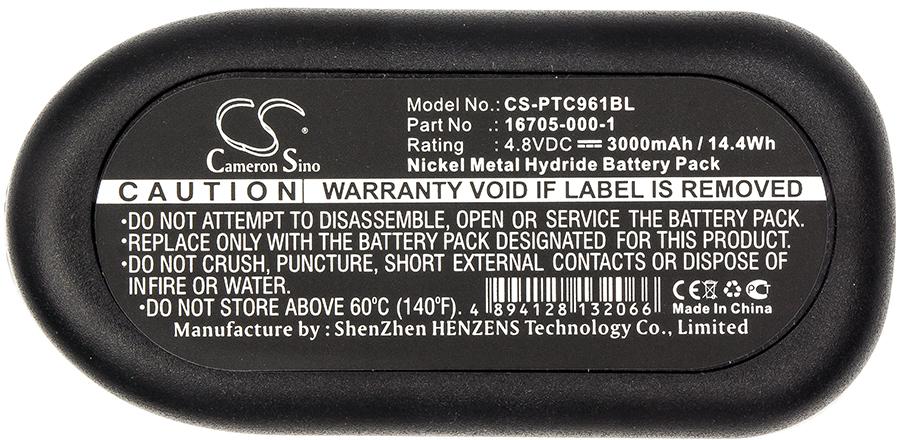 CS
Cameron Sino
Model No.: CS-PTC961BL
Part No .: 16705-000-1
Rating : 4.8VDC ⎓ 3000mAh / 14.4Wh
Nickel Metal Hydride Battery Pack
CAUTION WARRANTY VOID IF LABEL IS REMOVED
•DO NOT ATTEMPT TO DISASSEMBLE, OPEN OR SERVICE THE BATTERY PACK.
•REPLACE ONLY WITH THE BATTERY PACK DESIGNATED FOR THIS PRODUCT.
•DO NOT CRUSH, PUNCTURE, SHORT EXTERNAL CONTACTS OR DISPOSE OF
INFIRE OR WATER.
•DO NOT STORE ABOVE 60ºC (140ºF).
4 894128 132066
CE
Made In China
Manufacture by : ShenZhen HENZENS Technology Co., Limited